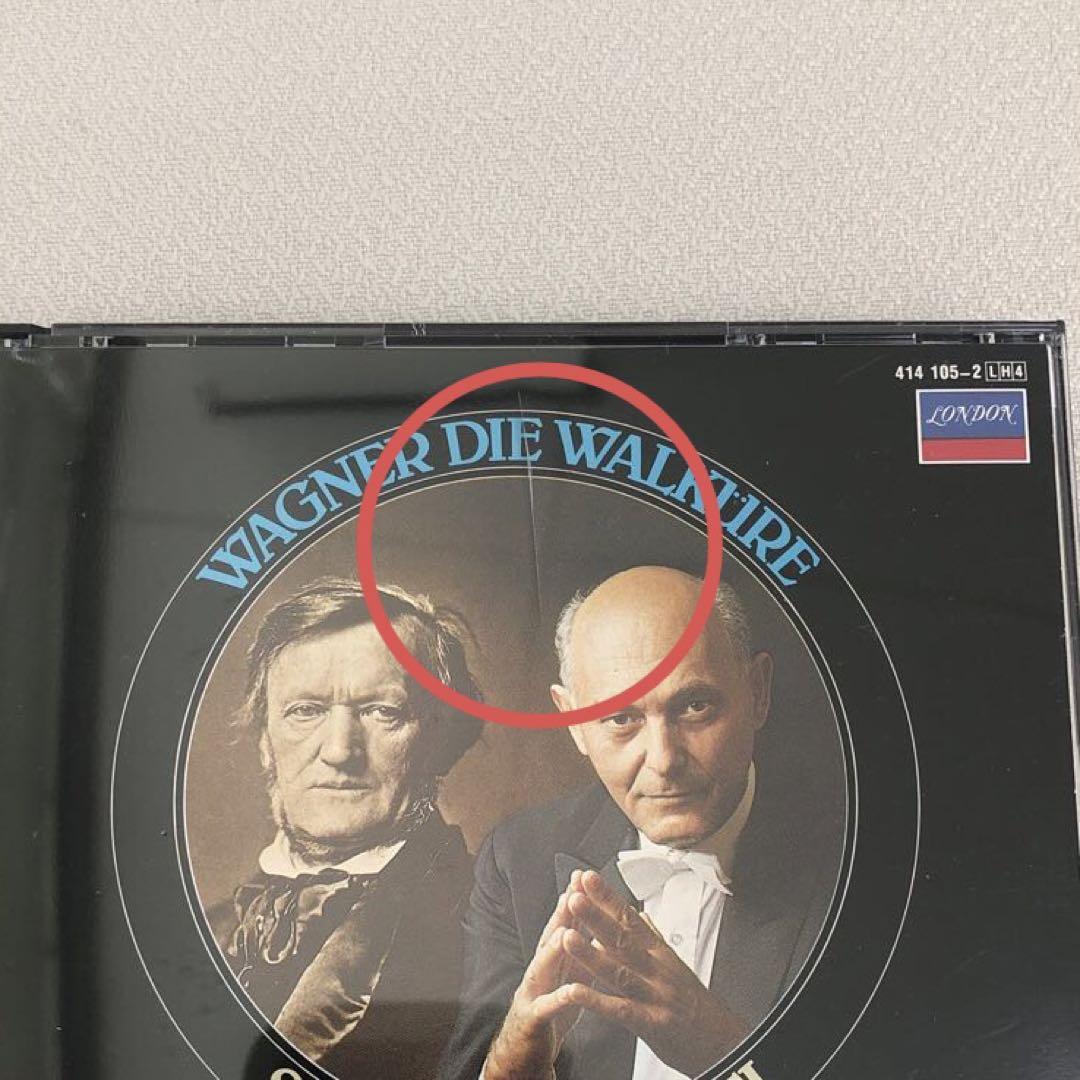 414 105-2 LH4
LONDON
WAGNER DIE WALKÜRE